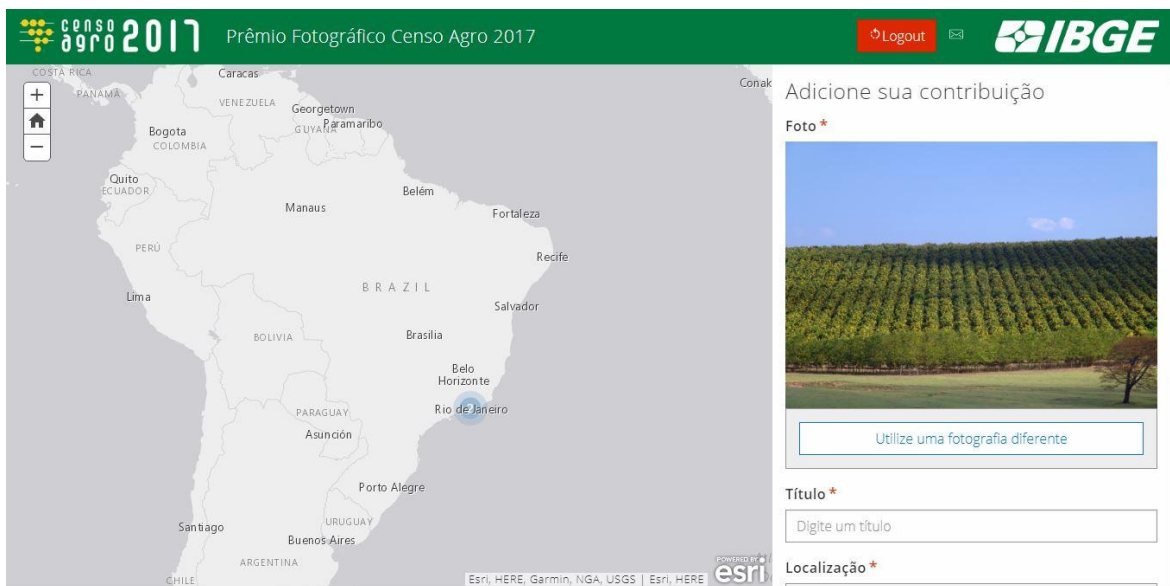 censo
agro 2017
Prêmio Fotográfico Censo Agro 2017
Logout
IBGE
COSTA RICA
PANAMÁ
Caracas
VENEZUELA
Georgetown
Paramaribo
GUYANA
Conak
Bogota
COLOMBIA
Quito
ECUADOR
Belém
Manaus
Fortaleza
PERÚ
Recife
BRAZIL
Lima
Salvador
BOLIVIA
Brasilia
Belo
Horizonte
PARAGUAY
Rio de Janeiro
2
Asunción
Porto Alegre
Santiago
URUGUAY
Buenos Aires
ARGENTINA
CHILE
Esri, HERE, Garmin, NGA, USGS | Esri, HERE
POWERED BY
esri
Adicione sua contribuição
Foto *
Utilize uma fotografia diferente
Título *
Digite um título
Localização *